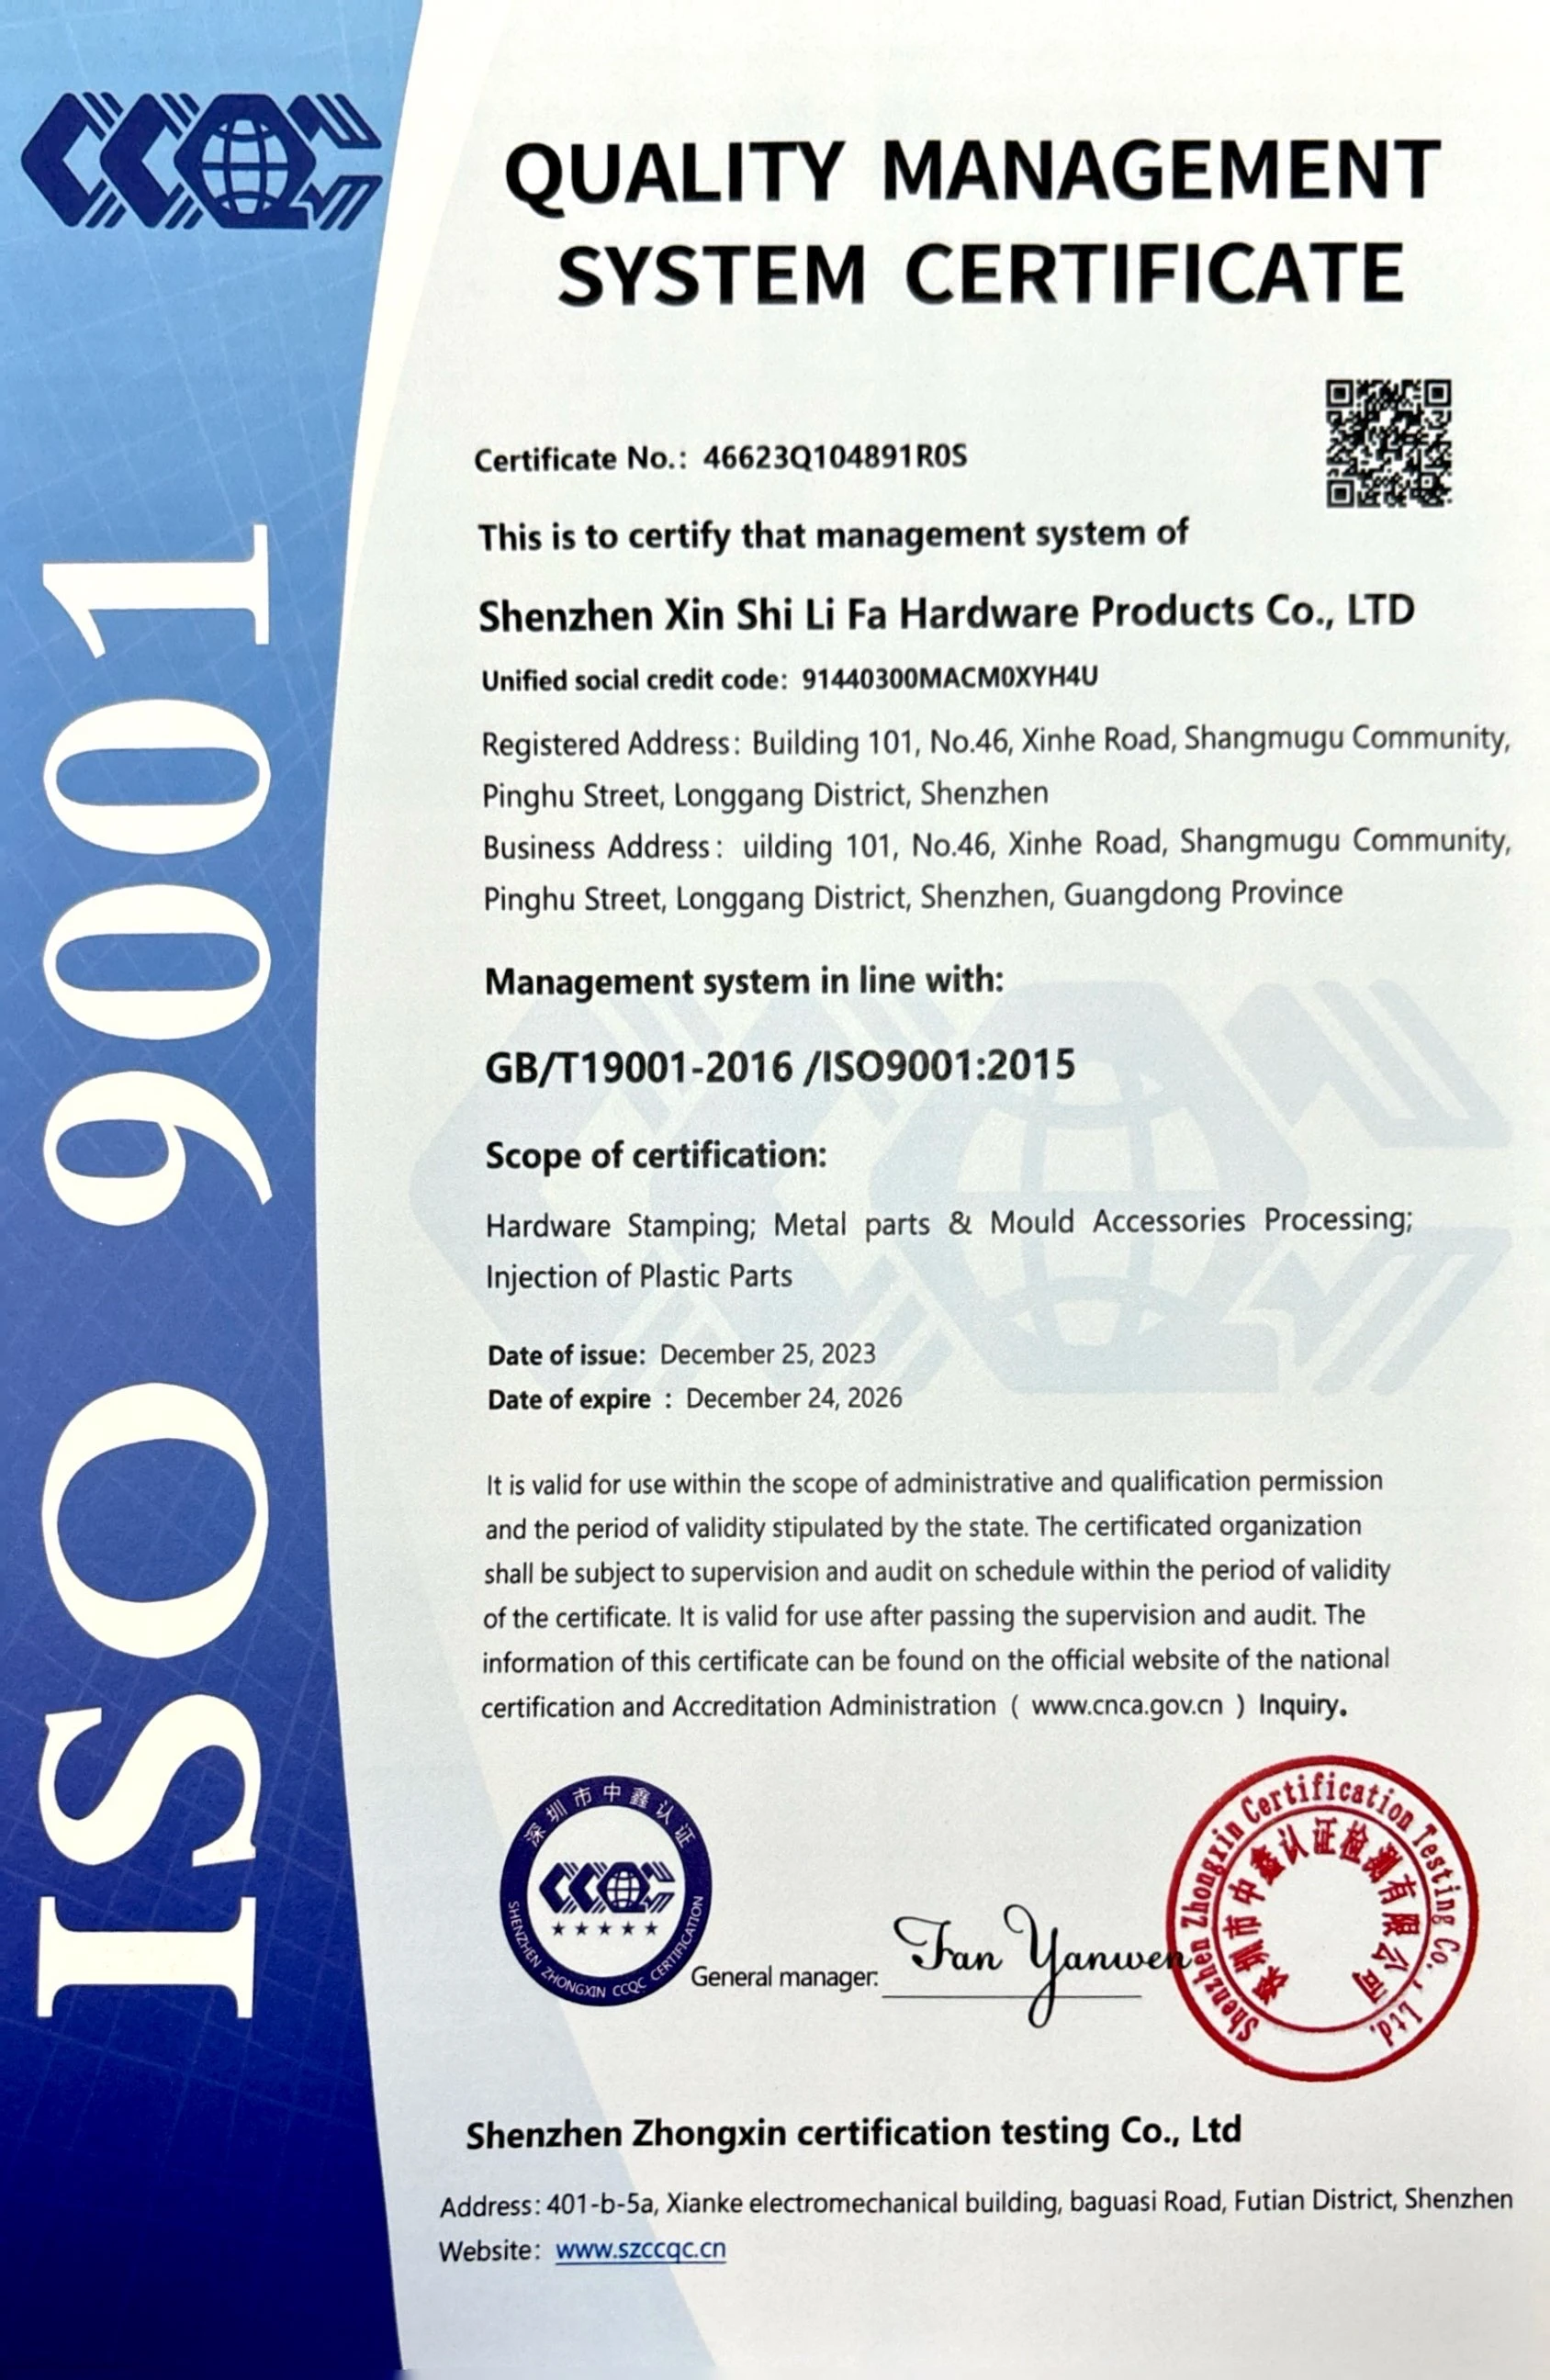 CCQC
QUALITY MANAGEMENT
SYSTEM CERTIFICATE
ISO 9001
Certificate No.: 46623Q104891R0S
This is to certify that management system of
Shenzhen Xin Shi Li Fa Hardware Products Co., LTD
Unified social credit code: 91440300MACM0XYH4U
Registered Address: Building 101, No.46, Xinhe Road, Shangmugu Community,
Pinghu Street, Longgang District, Shenzhen
Business Address: uilding 101, No.46, Xinhe Road, Shangmugu Community,
Pinghu Street, Longgang District, Shenzhen, Guangdong Province
Management system in line with:
GB/T19001-2016 /ISO9001:2015
Scope of certification:
Hardware Stamping; Metal parts & Mould Accessories Processing;
Injection of Plastic Parts
Date of issue: December 25, 2023
Date of expire : December 24, 2026
It is valid for use within the scope of administrative and qualification permission
and the period of validity stipulated by the state. The certificated organization
shall be subject to supervision and audit on schedule within the period of validity
of the certificate. It is valid for use after passing the supervision and audit. The
information of this certificate can be found on the official website of the national
certification and Accreditation Administration ( www.cnca.gov.cn ) Inquiry.
深圳市中鑫认证
CCQC
SHENZHEN ZHONGXIN CCQC CERTIFICATION
General manager: Fan Yanwen
Shenzhen Zhongxin Certification Testing Co., Ltd.
深圳市中鑫认证检测有限公司
Shenzhen Zhongxin certification testing Co., Ltd
Address: 401-b-5a, Xianke electromechanical building, baguasi Road, Futian District, Shenzhen
Website: www.szccqc.cn